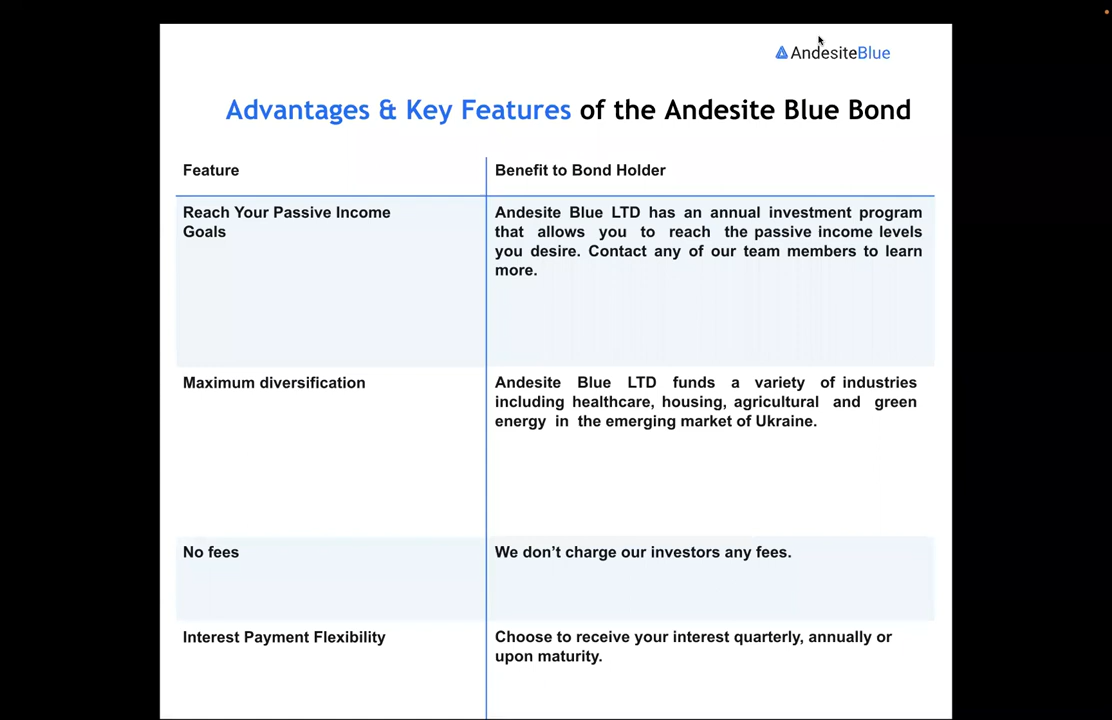 AndesiteBlue
Advantages & Key Features of the Andesite Blue Bond
Feature
Benefit to Bond Holder
Reach Your Passive Income
Goals
Andesite Blue LTD has an annual investment program
that allows you to reach the passive income levels
you desire. Contact any of our team members to learn
more.
Maximum diversification
Andesite Blue LTD funds a variety of industries
including healthcare, housing, agricultural and green
energy in the emerging market of Ukraine.
No fees
We don’t charge our investors any fees.
Interest Payment Flexibility
Choose to receive your interest quarterly, annually or
upon maturity.